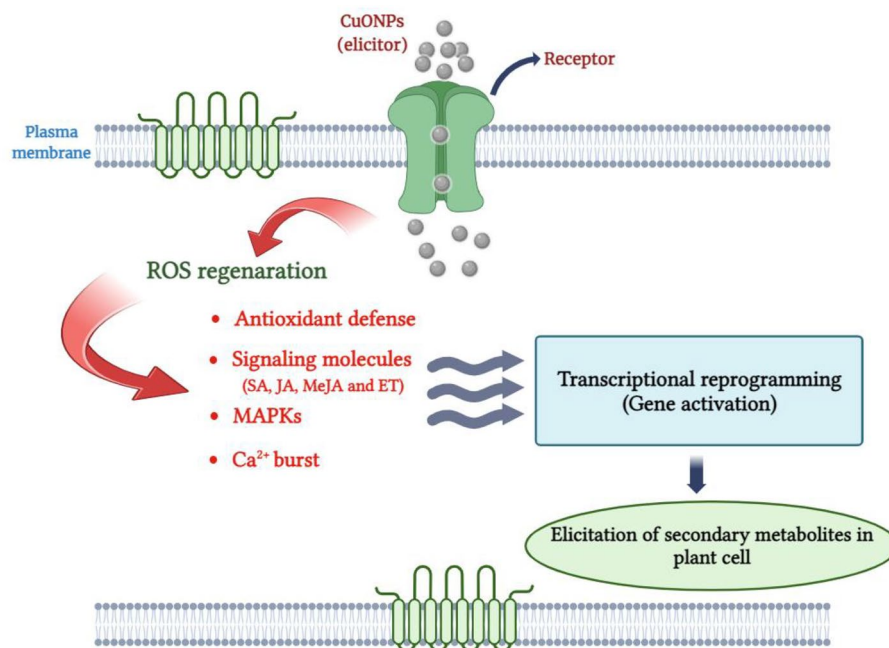 CuONPs
(elicitor)
Receptor
Plasma
membrane
ROS regenaration
• Antioxidant defense
• Signaling molecules
(SA, JA, MeJA and ET)
• MAPKs
• Ca²⁺ burst
Transcriptional reprogramming
(Gene activation)
Elicitation of secondary metabolites in
plant cell